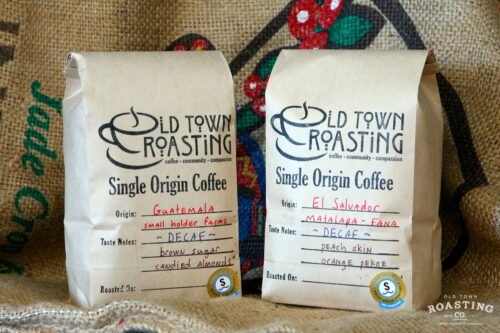 Jade Cr
OLD TOWN
ROASTING
coffee - community - compassion
Single Origin Coffee
Origin: Guatemala
small holder farms
Taste Notes: ~ DECAF ~
brown sugar
candied almonds
Roasted On:
OLD TOWN
ROASTING
coffee - community - compassion
Single Origin Coffee
Origin: El Salvador
MATALAPA - FANA
Taste Notes: ~ DECAF ~
peach skin
orange pekoe
Roasted On:
OLD TOWN
ROASTING
CO.